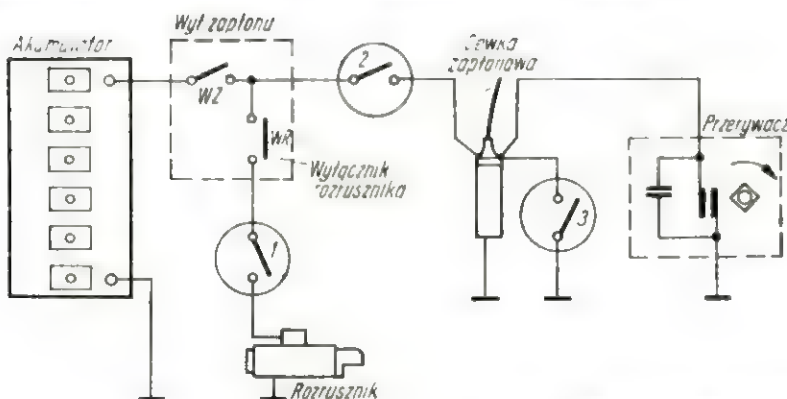 Akumulator
Wył zapłonu
WZ
WR
Wyłącznik
rozrusznika
1
2
Cewka
zapłonowa
3
Przerywacz
Rozrusznik